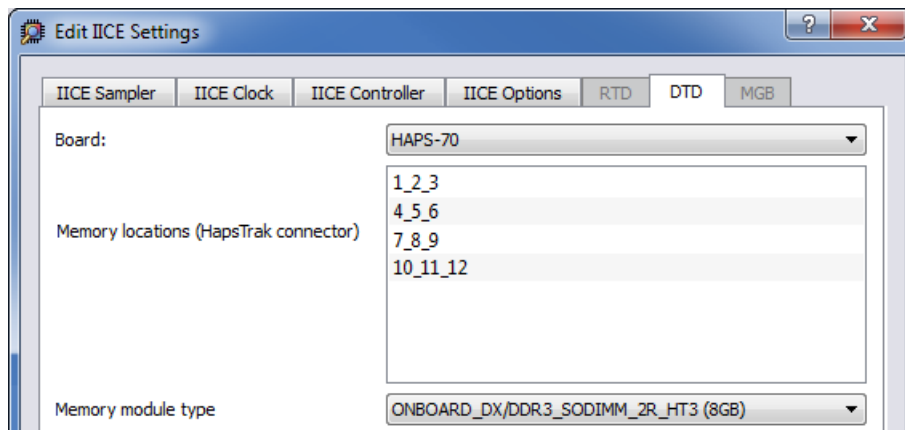 Edit IICE Settings
IICE Sampler IICE Clock IICE Controller IICE Options RTD DTD MGB
Board: HAPS-70
1_2_3
4_5_6
Memory locations (HapsTrak connector)
7_8_9
10_11_12
Memory module type ONBOARD_DX/DDR3_SODIMM_2R_HT3 (8GB)